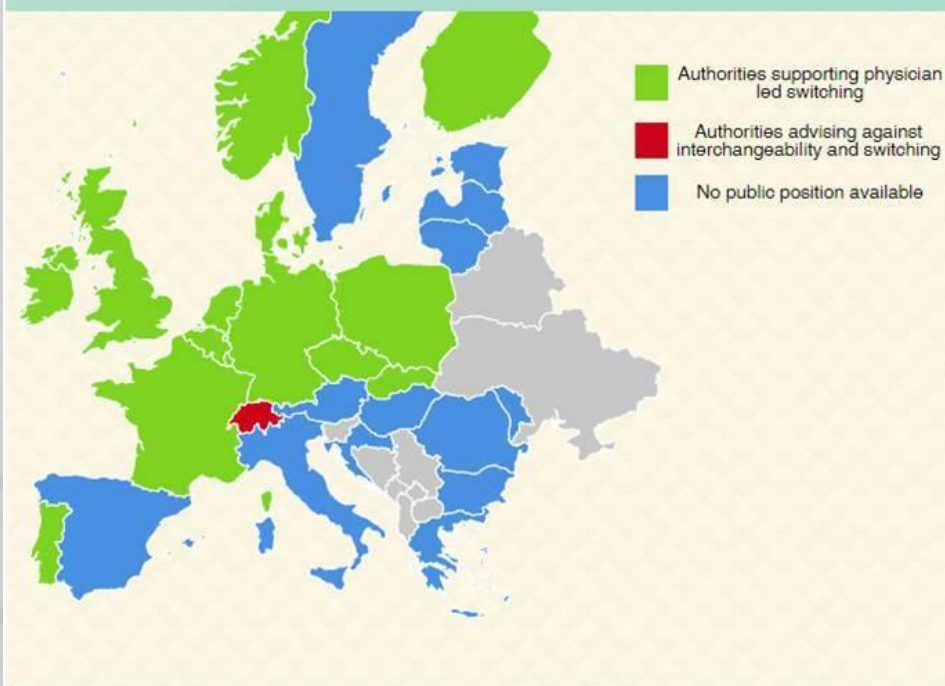 Authorities supporting physician
led switching
Authorities advising against
interchangeability and switching
No public position available